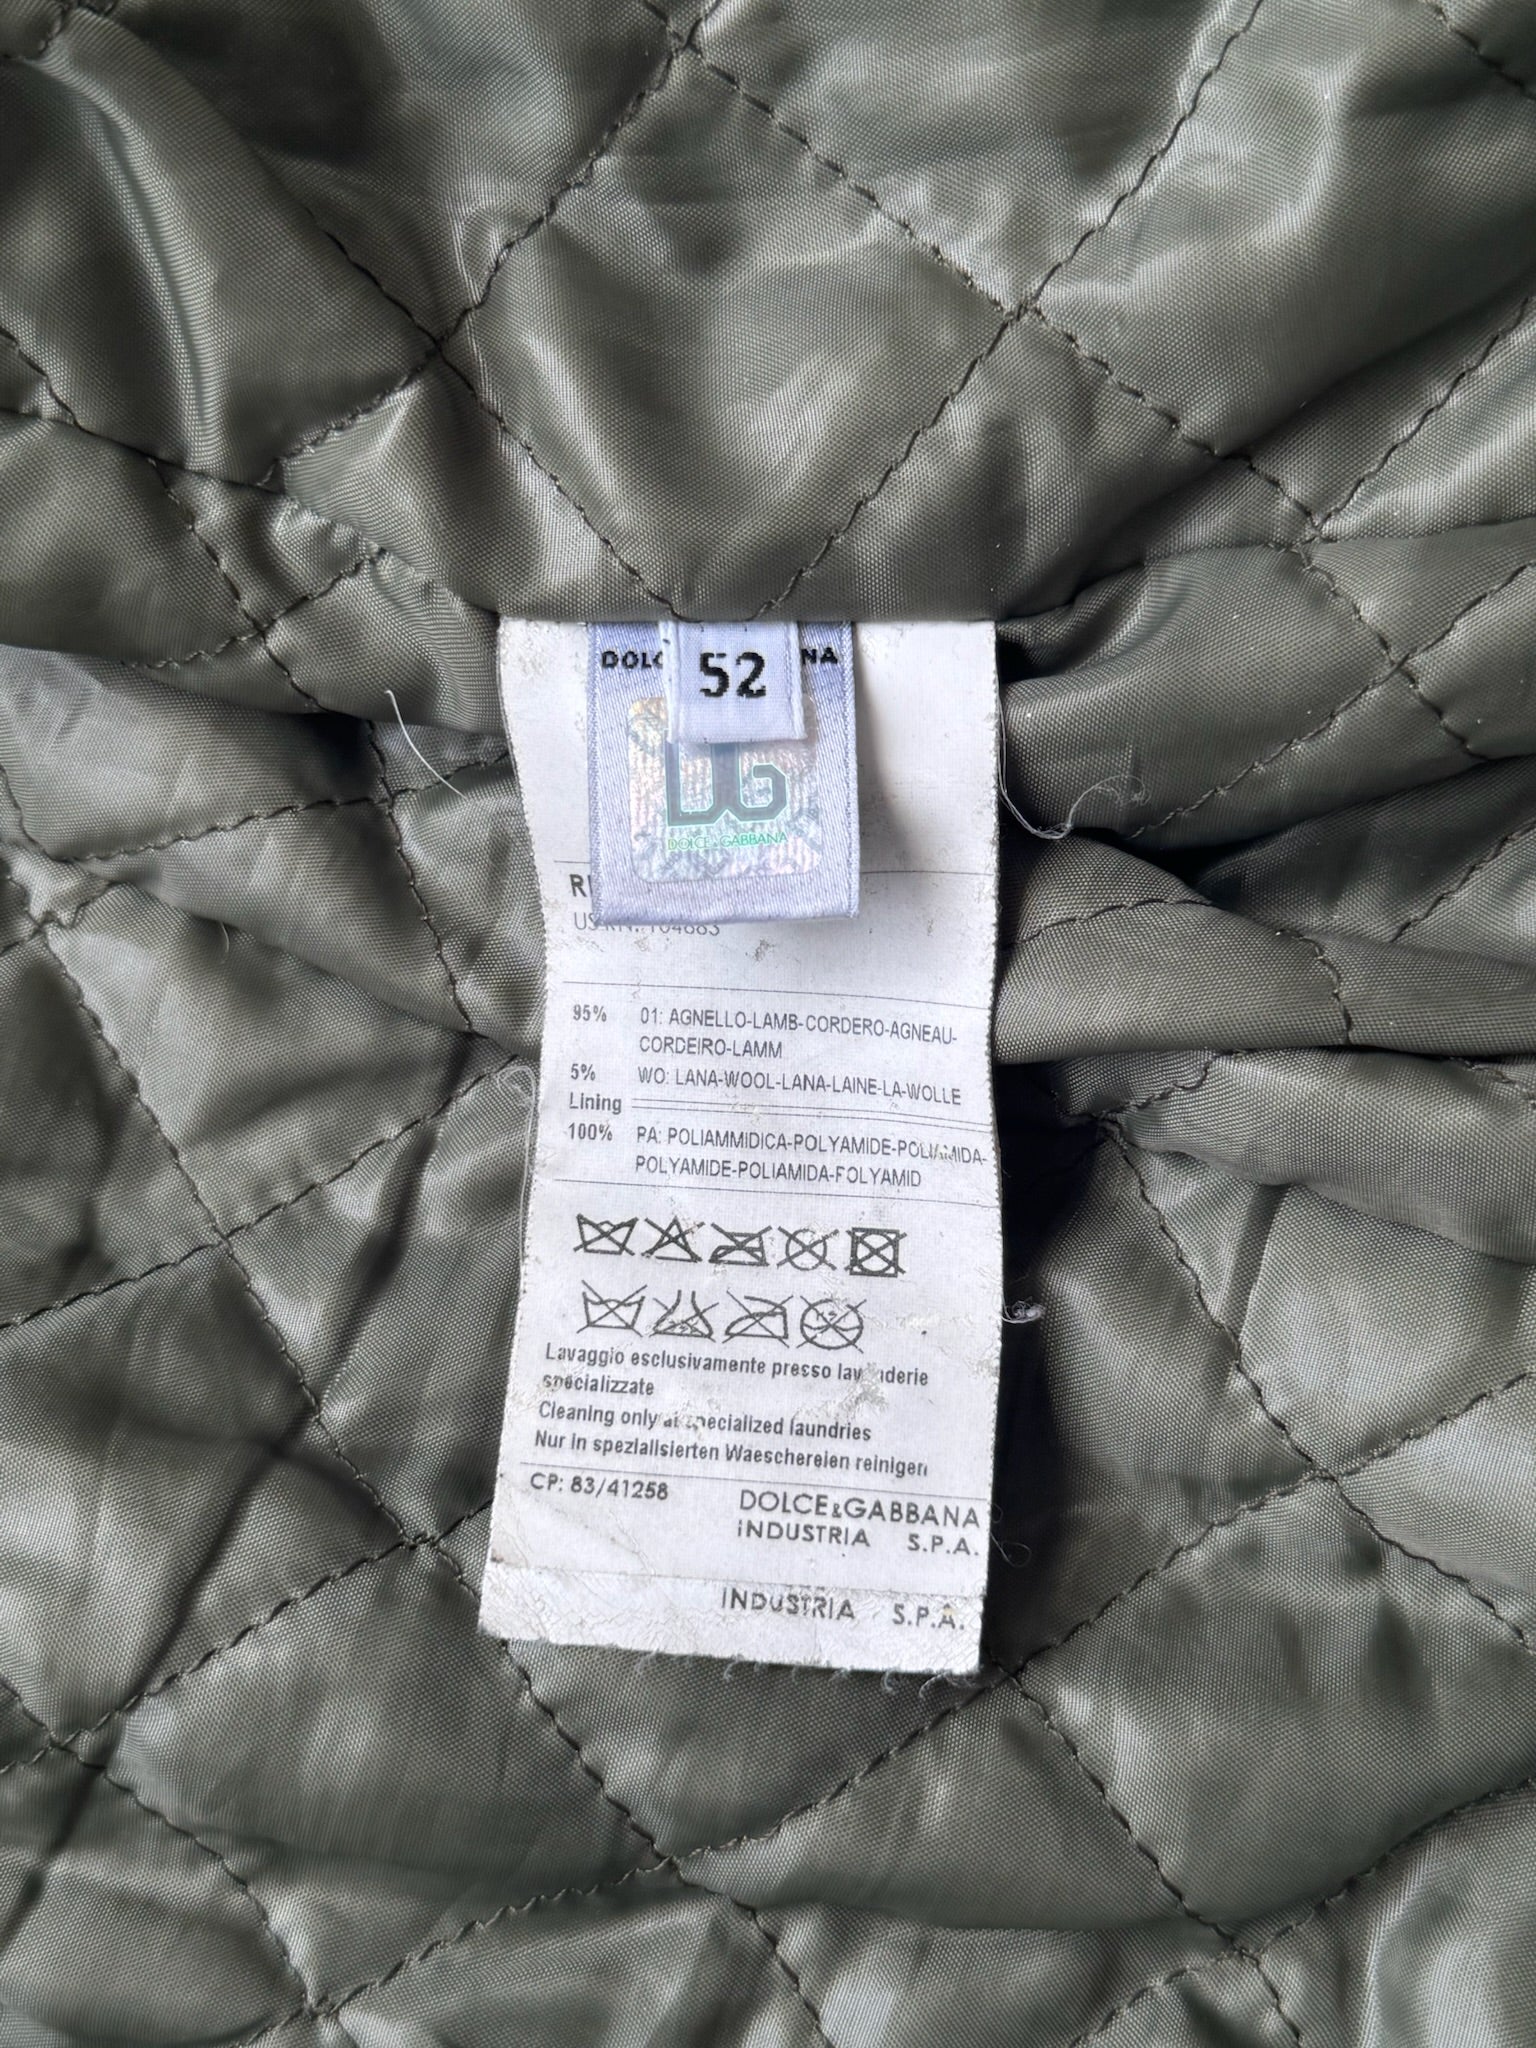 52
DOLCE&GABBANA
95% 01: AGNELLO-LAMB-CORDERO-AGNEAU-
CORDEIRO-LAMM
5% WO: LANA-WOOL-LANA-LAINE-LA-WOLLE
Lining
100% PA: POLIAMMIDICA-POLYAMIDE-POLIAMIDA-
POLYAMIDE-POLIAMIDA-POLYAMID
Lavaggio esclusivamente presso lavanderie
specializzate
Cleaning only at specialized laundries
Nur in spezialisierten Waeschereien reinigen
CP: 83/41258
DOLCE&GABBANA
INDUSTRIA S.P.A.
INDUSTRIA S.P.A.